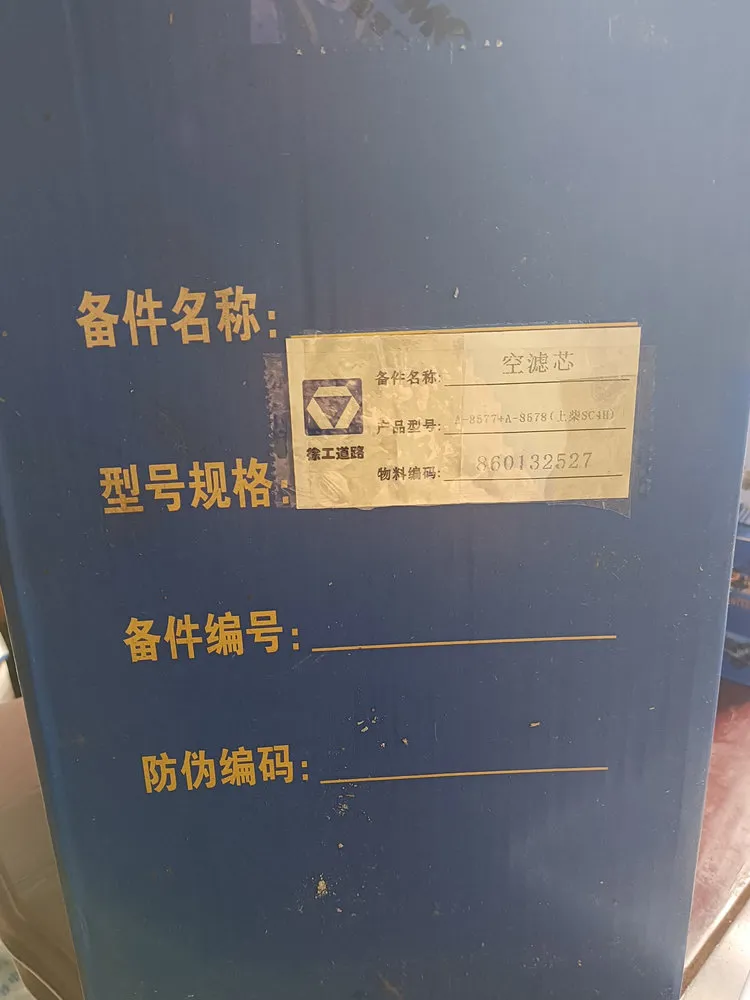 备件名称:
备件名称: 空滤芯
产品型号: A-8577+A-8578(上柴SC4H)
徐工道路
物料编码: 860132527
型号规格:
备件编号:
防伪编码: